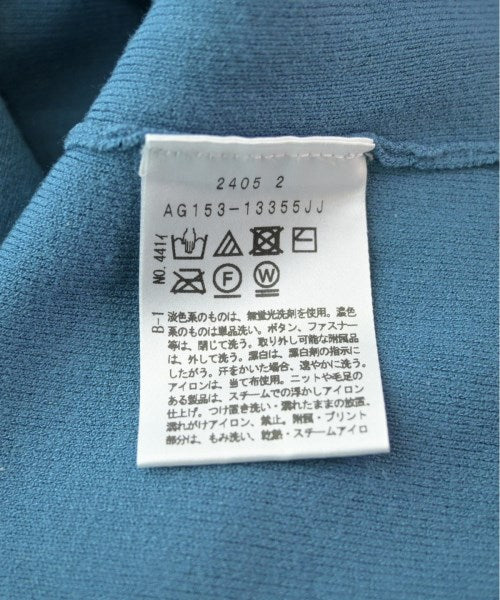 2405 2
AG153-13355JJ
NO.441イ
F
W
B-1
淡色系のものは、無蛍光洗剤を使用。濃色
系のものは単品洗い。ボタン、ファスナー
等は、閉じて洗う。取り外し可能な附属品
は、外して洗う。漂白は、漂白剤の指示に
したがう。汗をかいた場合、速やかに洗う。
アイロンは、当て布使用。ニットや毛足の
ある製品は、スチームでの浮かしアイロン
仕上げ。つけ置き洗い・濡れたままの放置、
濡れがけアイロン、禁止。附属・プリント
部分は、もみ洗い、乾熱・スチームアイロ